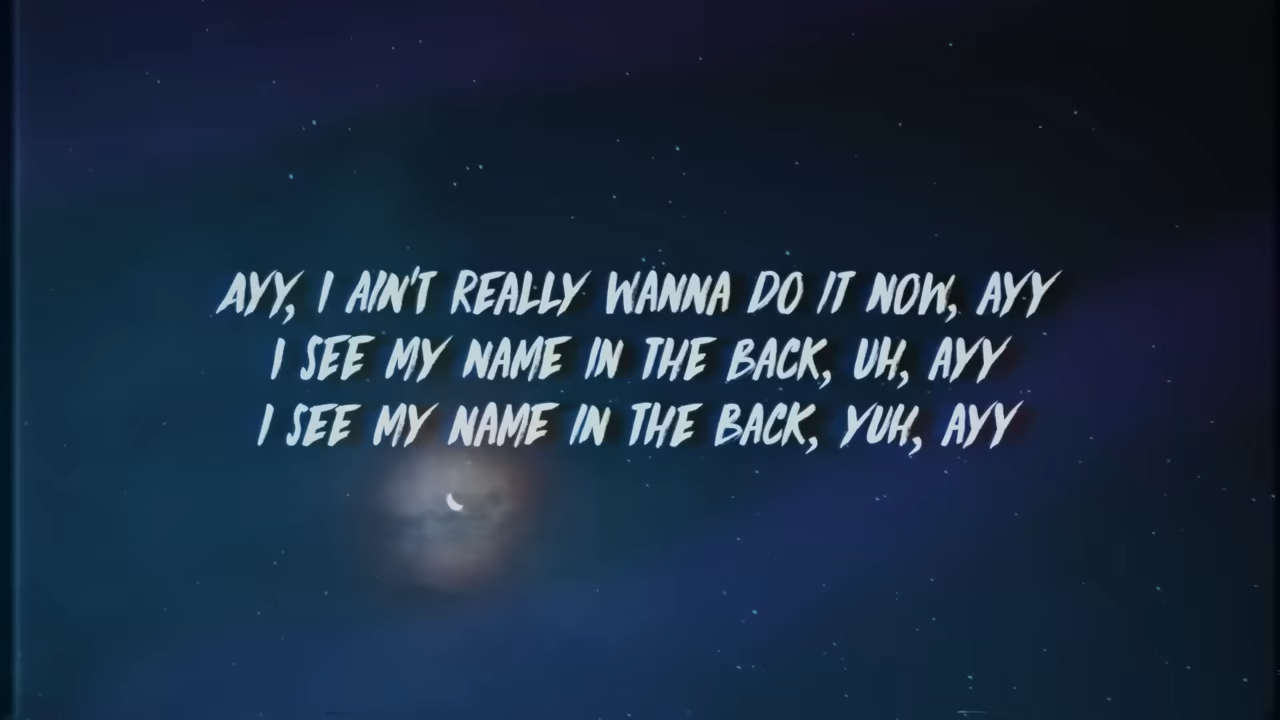 AYY, I AIN'T REALLY WANNA DO IT NOW, AYY
I SEE MY NAME IN THE BACK, UH, AYY
I SEE MY NAME IN THE BACK, YUH, AYY